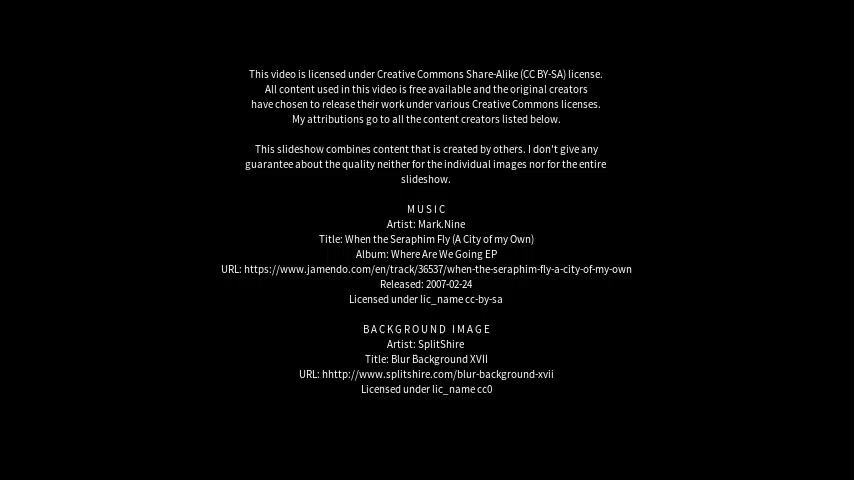 This video is licensed under Creative Commons Share-Alike (CC BY-SA) license.
All content used in this video is free available and the original creators
have chosen to release their work under various Creative Commons licenses.
My attributions go to all the content creators listed below.
This slideshow combines content that is created by others. I don't give any
guarantee about the quality neither for the individual images nor for the entire
slideshow.
MUSIC
Artist: Mark.Nine
Title: When the Seraphim Fly (A City of my Own)
Album: Where Are We Going EP
URL: https://www.jamendo.com/en/track/36537/when-the-seraphim-fly-a-city-of-my-own
Released: 2007-02-24
Licensed under lic_name cc-by-sa
BACKGROUND IMAGE
Artist: SplitShire
Title: Blur Background XVII
URL: hhttp://www.splitshire.com/blur-background-xvii
Licensed under lic_name cc0